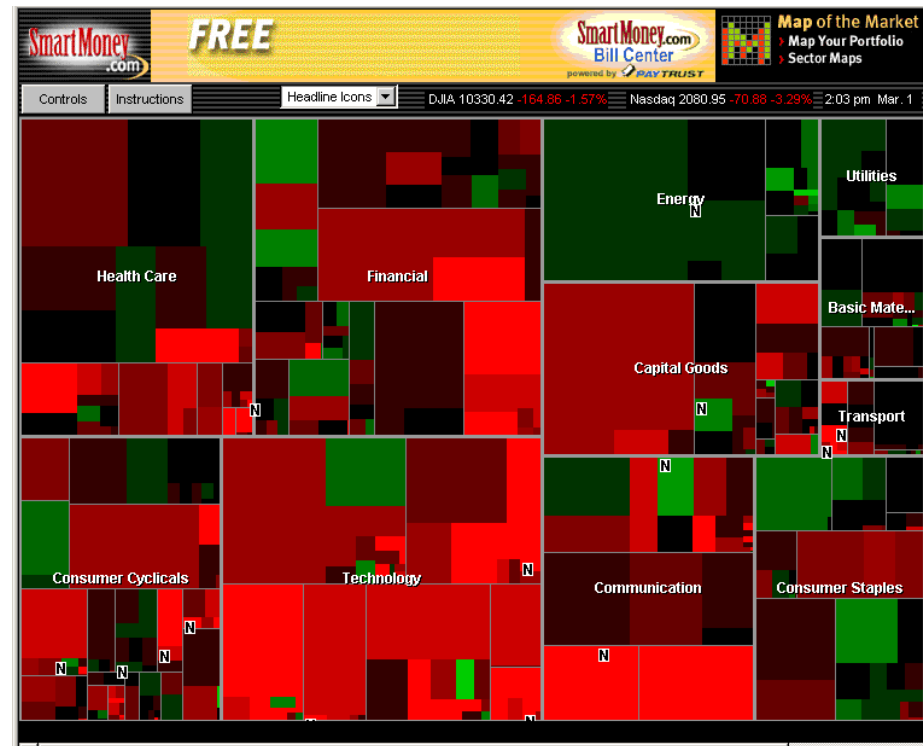 SmartMoney
.com
FREE
SmartMoney.com
Bill Center
powered by PAYTRUST
Map of the Market
› Map Your Portfolio
› Sector Maps
Controls
Instructions
Headline Icons
DJIA 10330.42 -164.86 -1.57%
Nasdaq 2080.95 -70.88 -3.29%
2:03 pm Mar. 1
Utilities
Energy
N
Health Care
Financial
Basic Mate...
Capital Goods
N
N
Transport
N
N
N
Consumer Cyclicals
Technology
N
Communication
Consumer Staples
N
N
N
N
N
N
N